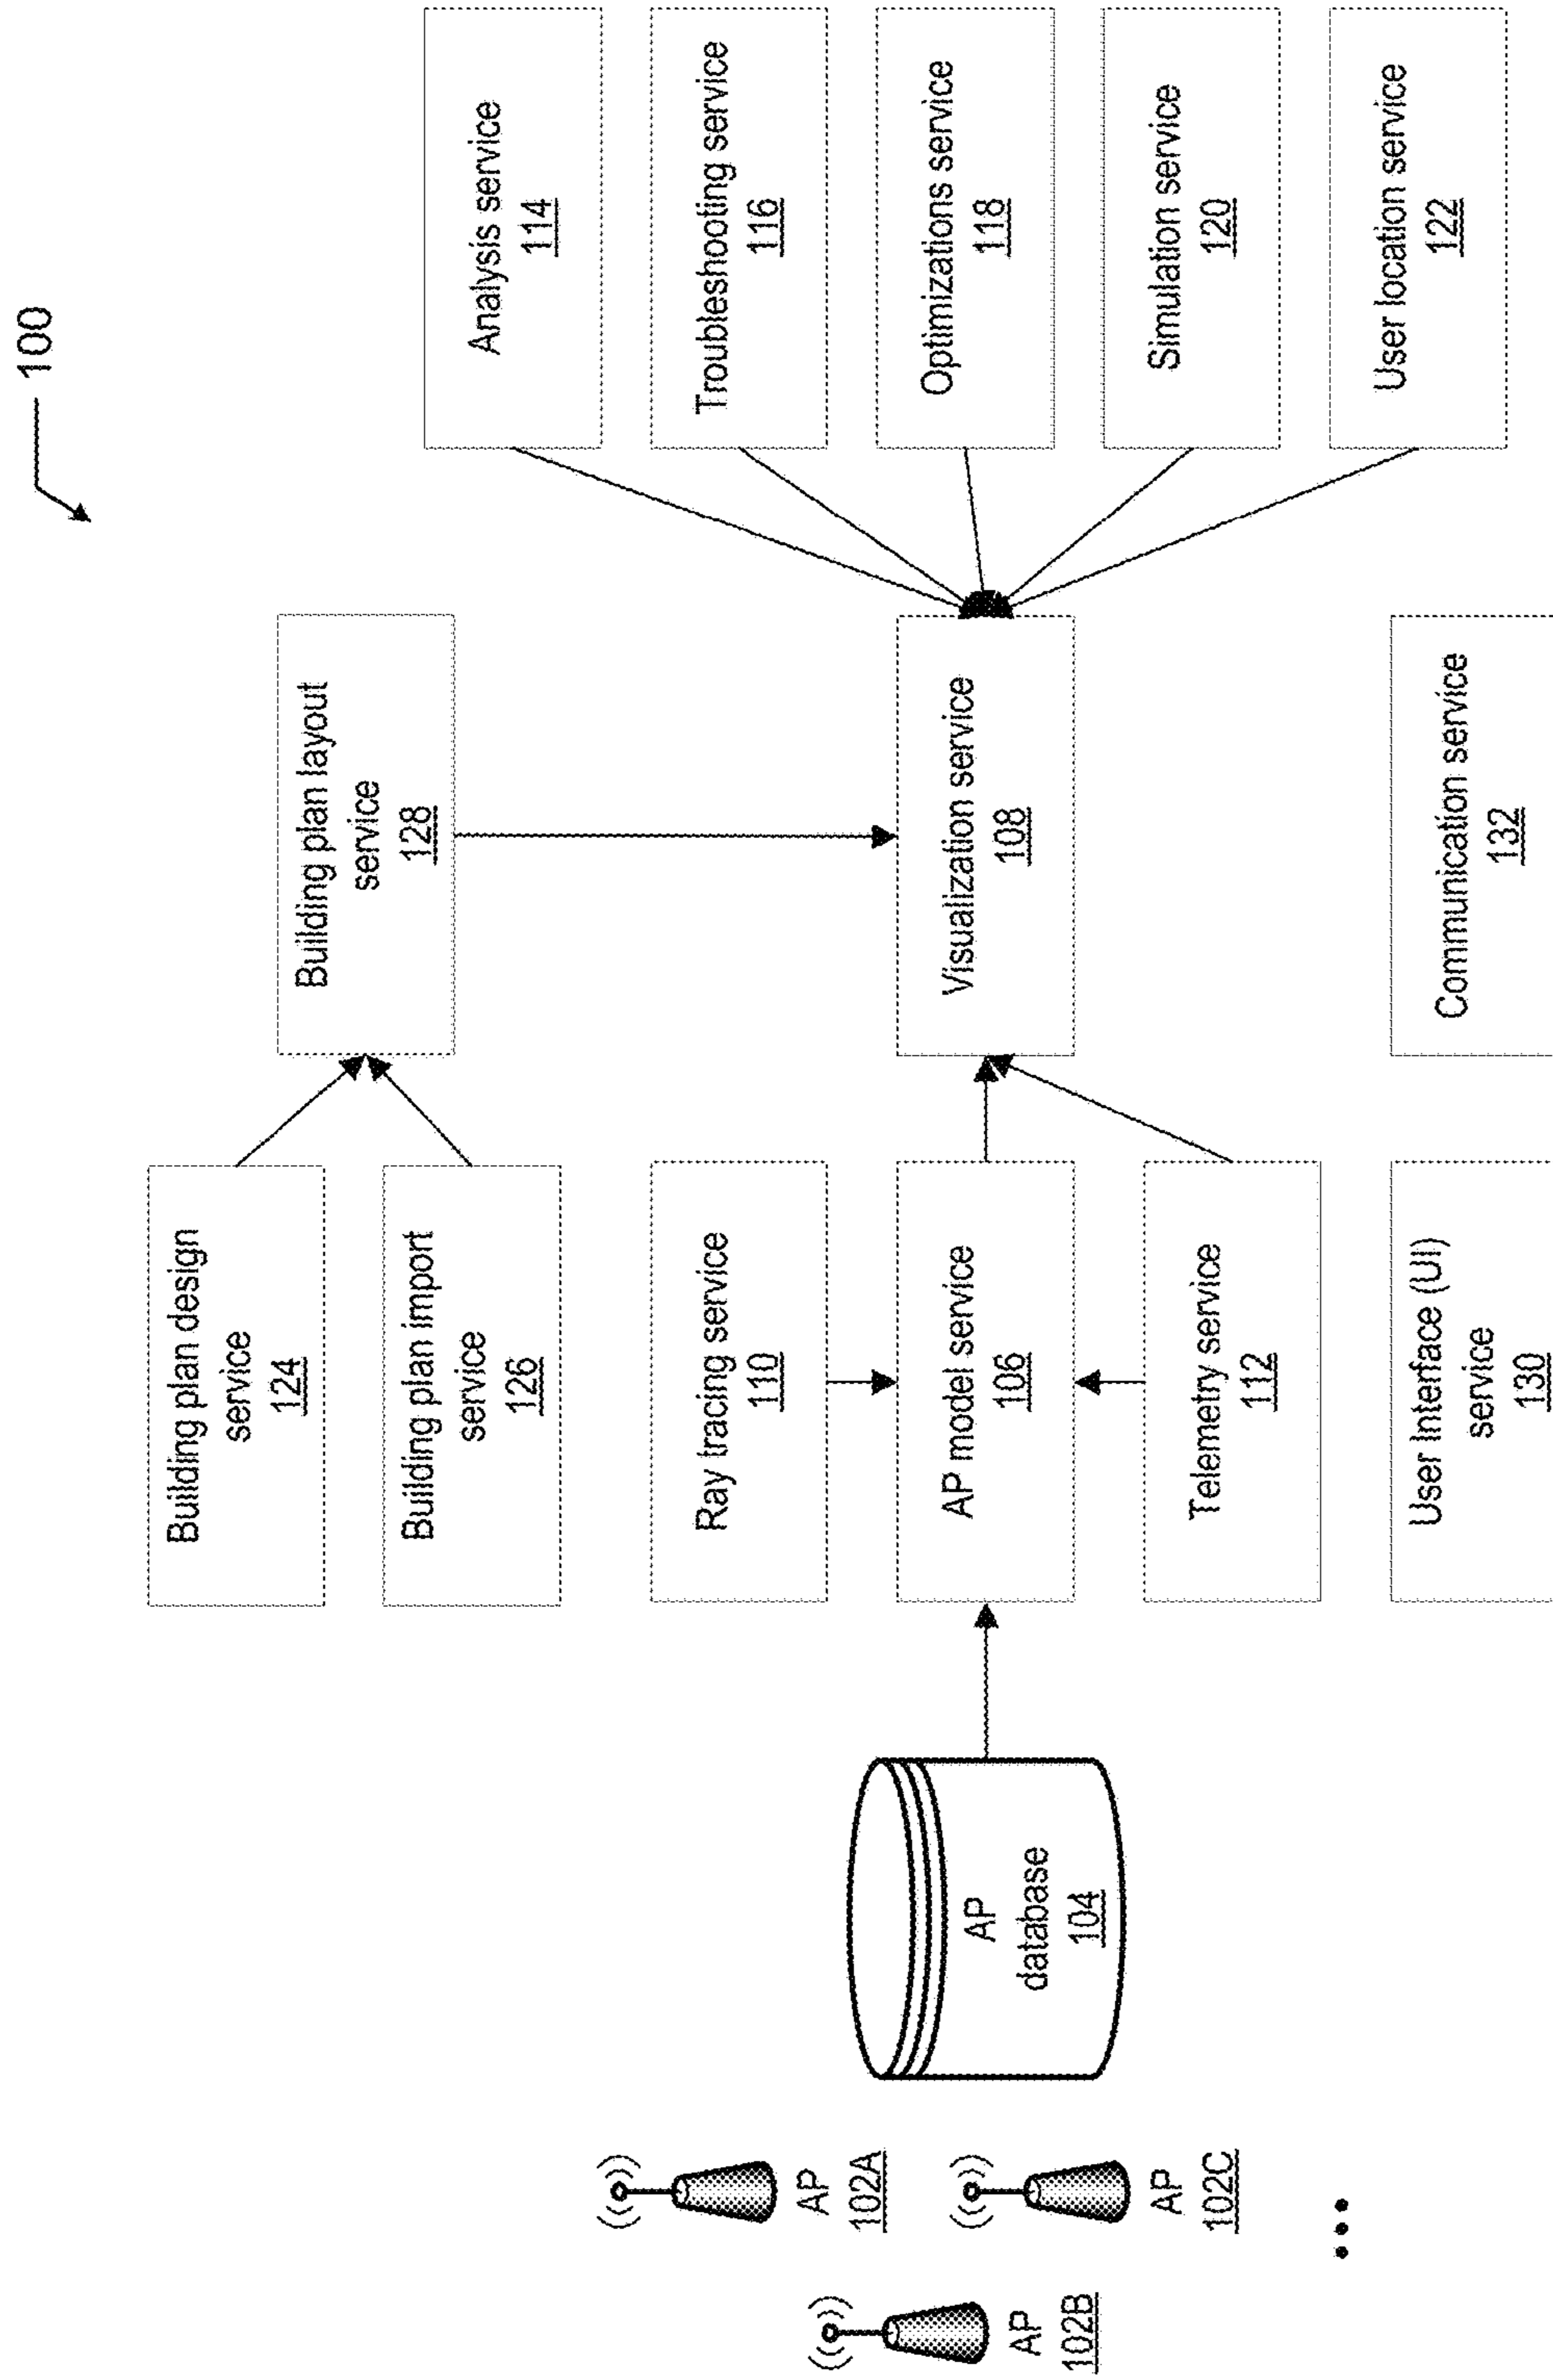 100
Building plan design
service
124
Building plan import
service
126
Building plan layout
service
128
Ray tracing service
110
AP model service
106
Telemetry service
112
User Interface (UI)
service
130
Visualization service
108
Communication service
132
Analysis service
114
Troubleshooting service
116
Optimizations service
118
Simulation service
120
User location service
122
AP
database
104
AP
102A
AP
102B
AP
102C